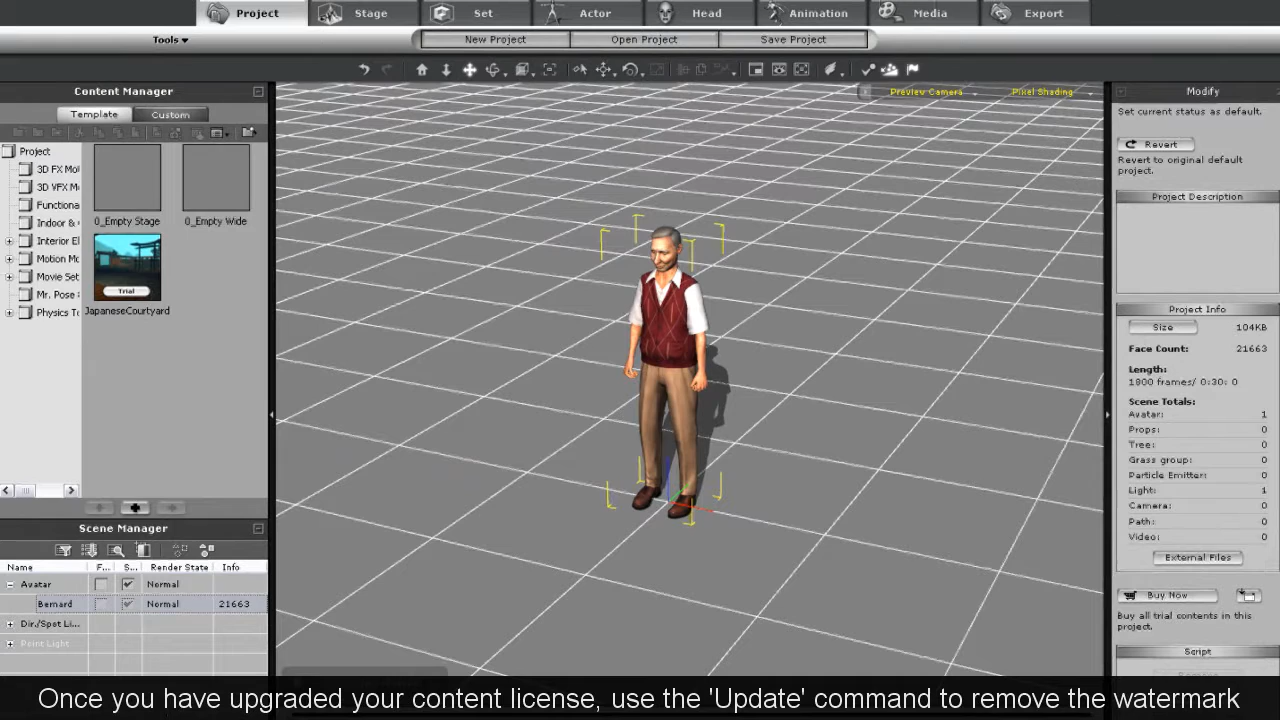 Project
Stage
Set
Actor
Head
Animation
Media
Export
Tools
New Project
Open Project
Save Project
Content Manager
Template
Custom
Preview Camera
Pixel Shading
Modify
Set current status as default.
Revert
Revert to original default
project.
Project
3D FX Mo
3D VFX M
Functiona
Indoor &
Interior El
Motion Mo
Movie Set
Mr. Pose
Physics T
0_Empty Stage
0_Empty Wide
Trial
JapaneseCourtyard
Project Description
Project Info
Size
104KB
Face Count:
21663
Length:
1800 frames/ 0:30: 0
Scene Totals:
Avatar:
1
Props:
0
Tree:
0
Grass group:
0
Particle Emitter:
0
Light:
1
Camera:
0
Path:
0
Video:
0
External Files
Buy Now
Buy all trial contents in this
project.
Script
Scene Manager
Name F... S... Render State Info
Avatar Normal
Bernard Normal 21663
Dir./Spot Li...
Point Light
Once you have upgraded your content license, use the 'Update' command to remove the watermark